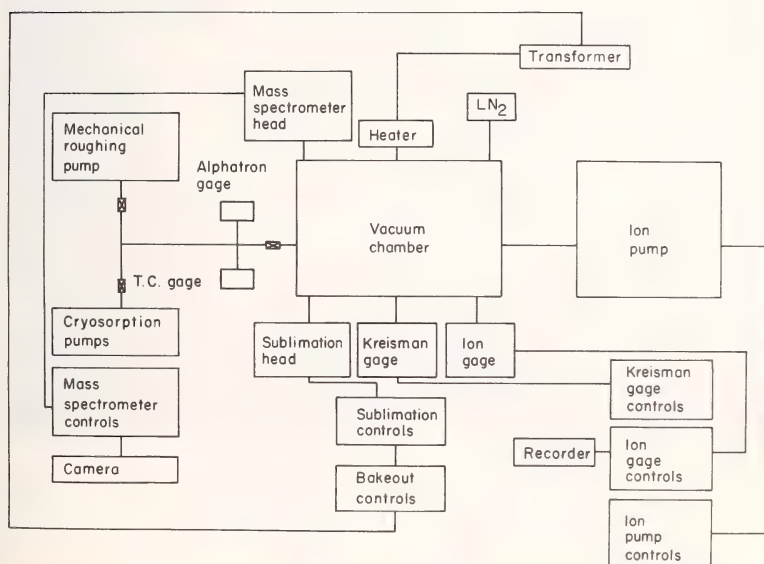 Transformer
Mass
spectrometer
head
LN2
Mechanical
roughing
pump
Heater
Alphatron
gage
Vacuum
chamber
Ion
pump
T.C. gage
Cryosorption
pumps
Sublimation
head
Kreisman
gage
Ion
gage
Kreisman
gage
controls
Mass
spectrometer
controls
Sublimation
controls
Recorder
Ion
gage
controls
Camera
Bakeout
controls
Ion
pump
controls